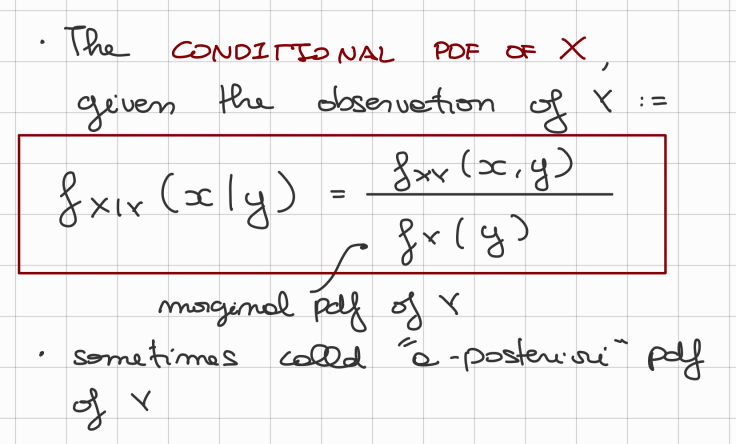 · The CONDITIONAL PDF OF X,
given the observation of Y :=
f_{X|Y}(x|y) = f_{XY}(x,y) / f_Y(y)
marginal pdf of Y
· sometimes called "a-posteriori" pdf
of Y